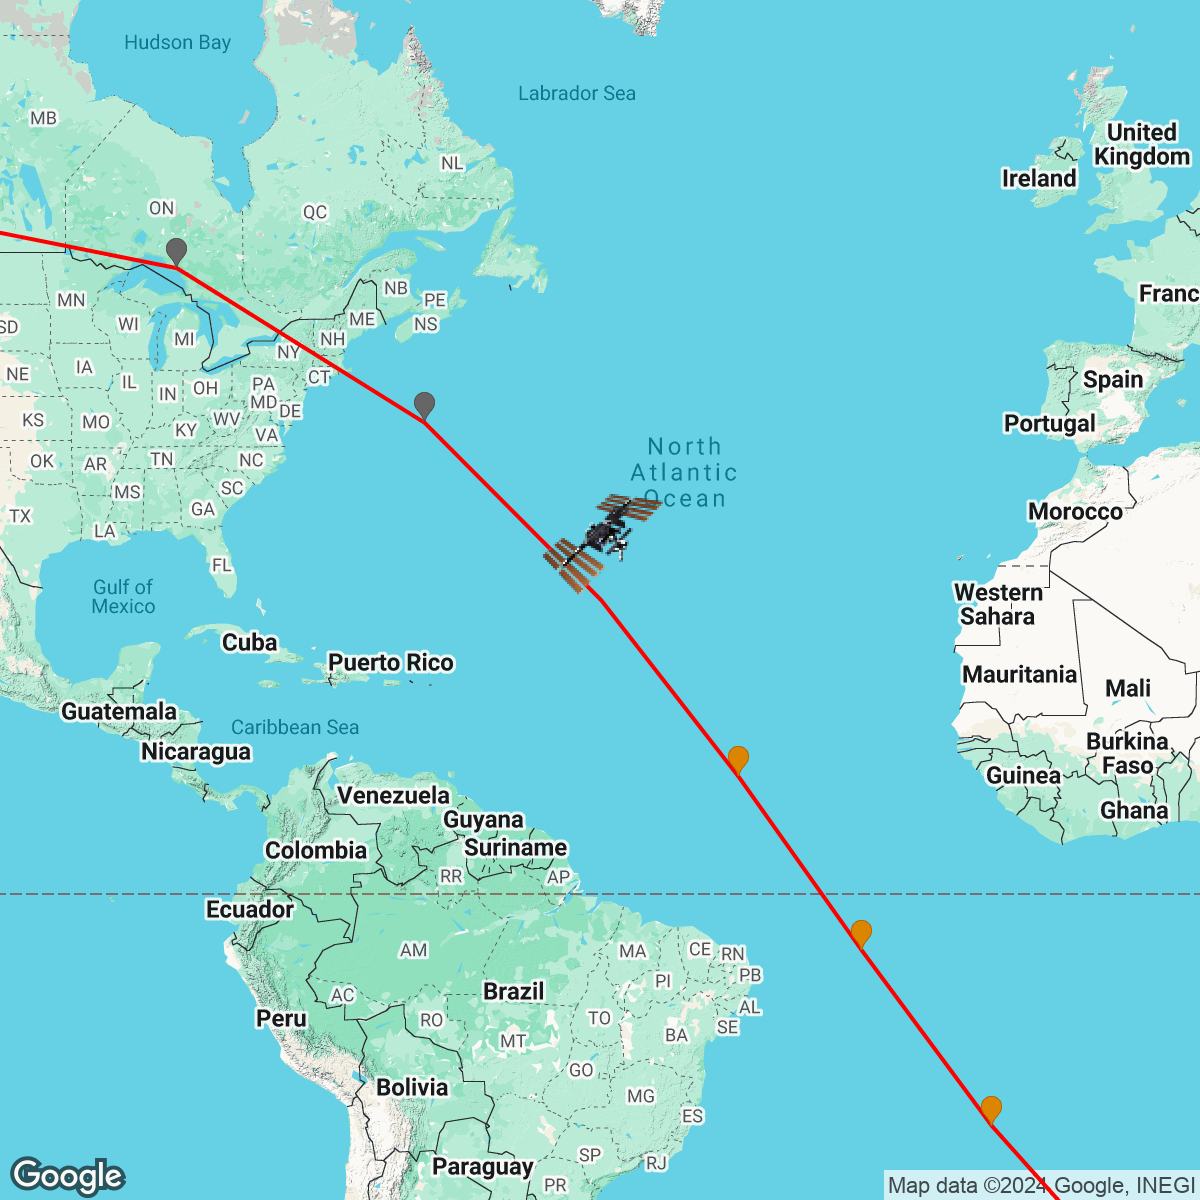 Hudson Bay
Labrador Sea
MB
United
Kingdom
NL
Ireland
ON
QC
NB
PE
Franc
MN
ME
NS
WI
SD
MI
NH
NY
IA
NE
CT
Spain
IL
OH
PA
IN
MD
DE
KS
MO
WV
Portugal
KY
VA
North
Atlantic
Ocean
OK
AR
TN
NC
MS
SC
TX
GA
Morocco
LA
FL
Gulf of
Mexico
Western
Sahara
Cuba
Puerto Rico
Mauritania
Mali
Guatemala
Caribbean Sea
Nicaragua
Burkina
Faso
Guinea
Venezuela
Ghana
Guyana
Suriname
Colombia
RR
AP
Ecuador
AM
MA
CE
RN
PB
PI
AC
Brazil
AL
Peru
RO
TO
SE
MT
BA
GO
Bolivia
MG
ES
SP
RJ
Paraguay
PR
Google
Map data ©2024 Google, INEGI